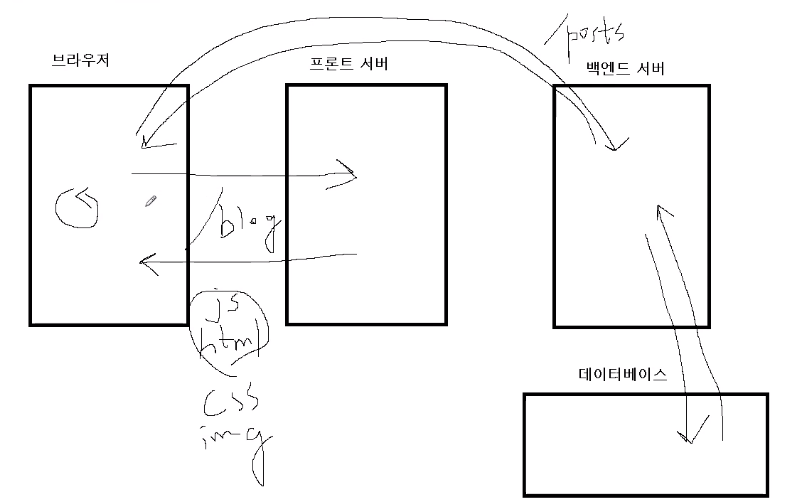 /posts
브라우저
프론트 서버
백엔드 서버
/blog
js
html
css
img
데이터베이스